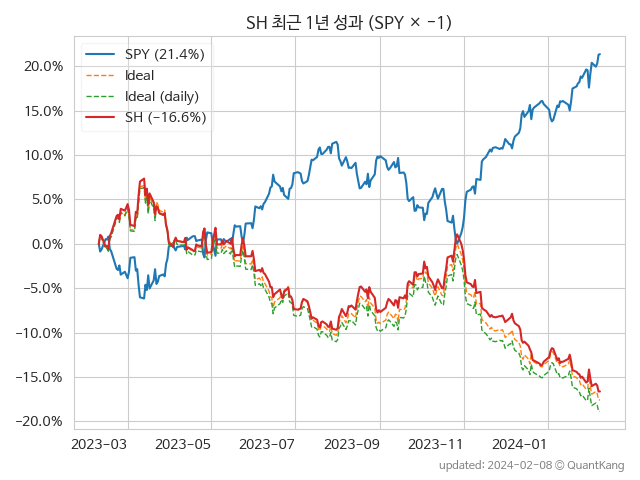 SH 최근 1년 성과 (SPY × −1)
SPY (21.4%)
Ideal
Ideal (daily)
SH (−16.6%)
20.0%
15.0%
10.0%
5.0%
0.0%
−5.0%
−10.0%
−15.0%
−20.0%
2023-03 2023-05 2023-07 2023-09 2023-11 2024-01
updated: 2024-02-08 © QuantKang